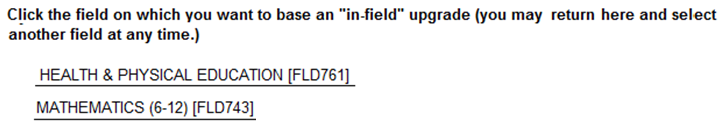 Click the field on which you want to base an "in-field" upgrade (you may return here and select
another field at any time.)
HEALTH & PHYSICAL EDUCATION [FLD761]
MATHEMATICS (6-12) [FLD743]